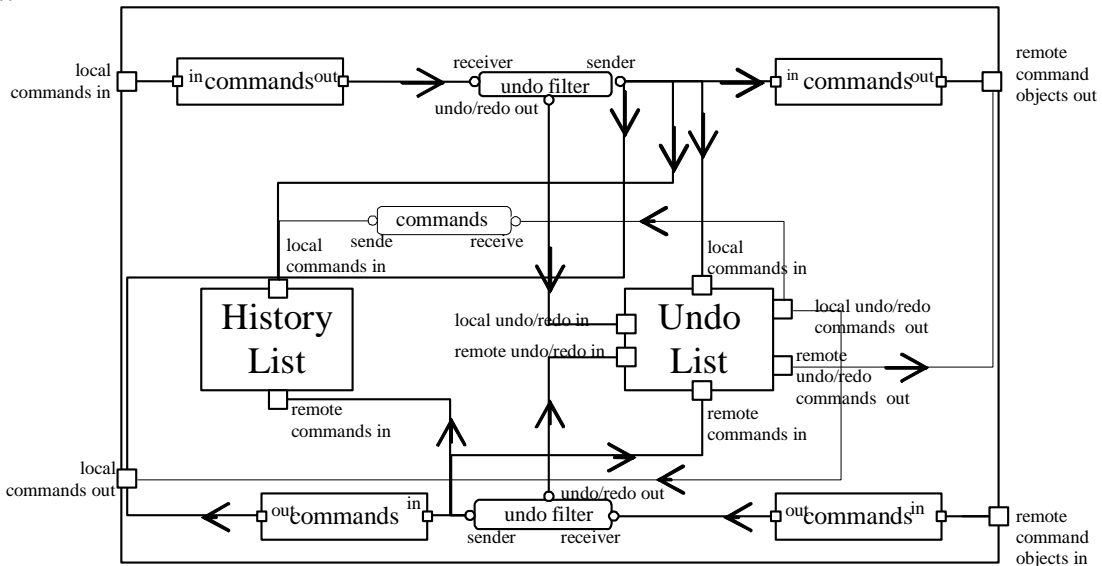 local
commands in
in commands out
receiver
undo filter
sender
undo/redo out
in commands out
remote
command
objects out
commands
sende
receive
local
commands in
local
commands in
History
List
Undo
List
local undo/redo in
remote undo/redo in
local undo/redo
commands out
remote
undo/redo
commands out
remote
commands in
remote
commands in
local
commands out
out commands in
undo/redo out
undo filter
sender
receiver
out commands in
remote
command
objects in